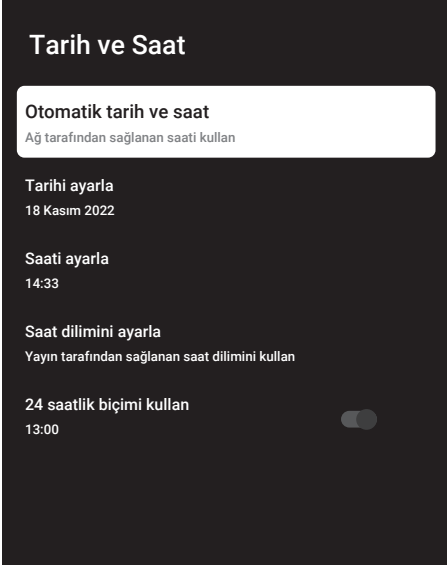 Tarih ve Saat
Otomatik tarih ve saat
Ağ tarafından sağlanan saati kullan
Tarihi ayarla
18 Kasım 2022
Saati ayarla
14:33
Saat dilimini ayarla
Yayın tarafından sağlanan saat dilimini kullan
24 saatlik biçimi kullan
13:00